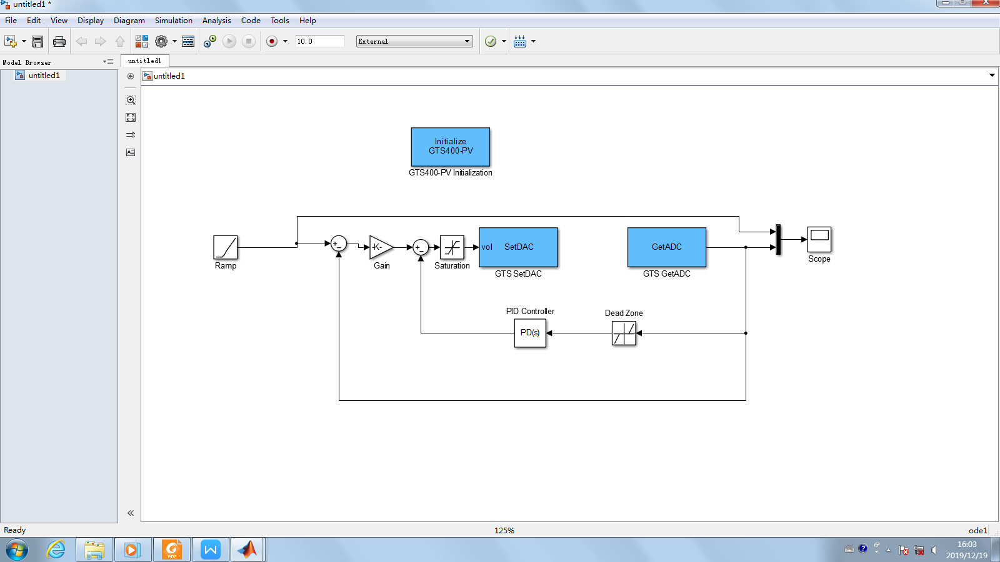 untitled1 *
File Edit View Display Diagram Simulation Analysis Code Tools Help
10.0 External
Model Browser
untitled1
untitled1
untitled1
Initialize
GTS400-PV
GTS400-PV Initialization
Ramp
-K-
Gain
Saturation
vol SetDAC
GTS SetDAC
GetADC
GTS GetADC
Scope
PID Controller
PD(s)
Dead Zone
Ready
125%
ode1
PDF
W
16:03
2019/12/19